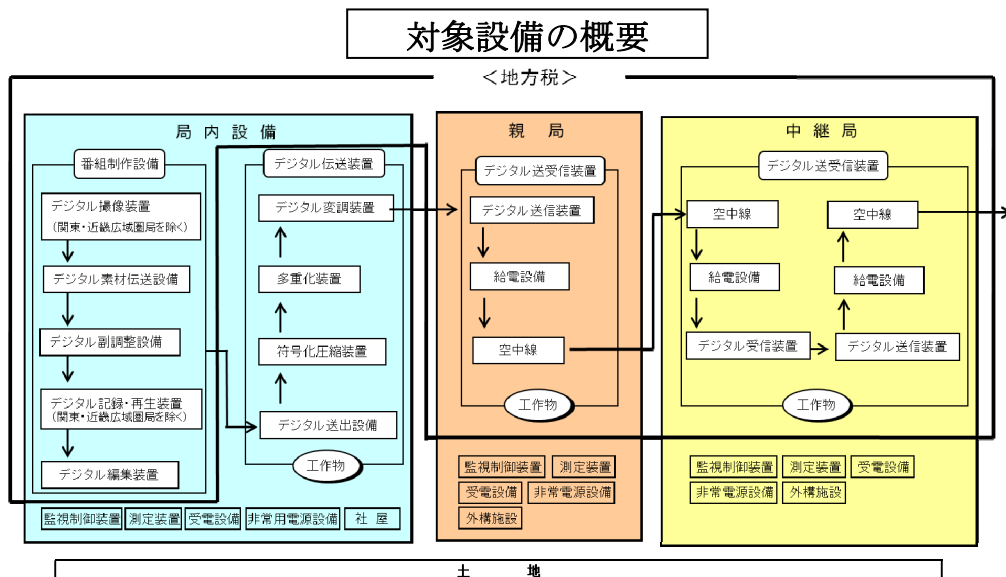 対象設備の概要
＜地方税＞
局内設備
番組制作設備
デジタル撮像装置
(関東・近畿広域圏局を除く)
デジタル素材伝送設備
デジタル副調整設備
デジタル記録・再生装置
(関東・近畿広域圏局を除く)
デジタル編集装置
デジタル伝送装置
デジタル変調装置
多重化装置
符号化圧縮装置
デジタル送出設備
工作物
監視制御装置
測定装置
受電設備
非常用電源設備
社屋
親局
デジタル送受信装置
デジタル送信装置
給電設備
空中線
工作物
監視制御装置
測定装置
受電設備
非常電源設備
外構施設
中継局
デジタル送受信装置
空中線
給電設備
デジタル受信装置
空中線
給電設備
デジタル送信装置
工作物
監視制御装置
測定装置
受電設備
非常電源設備
外構施設
土地